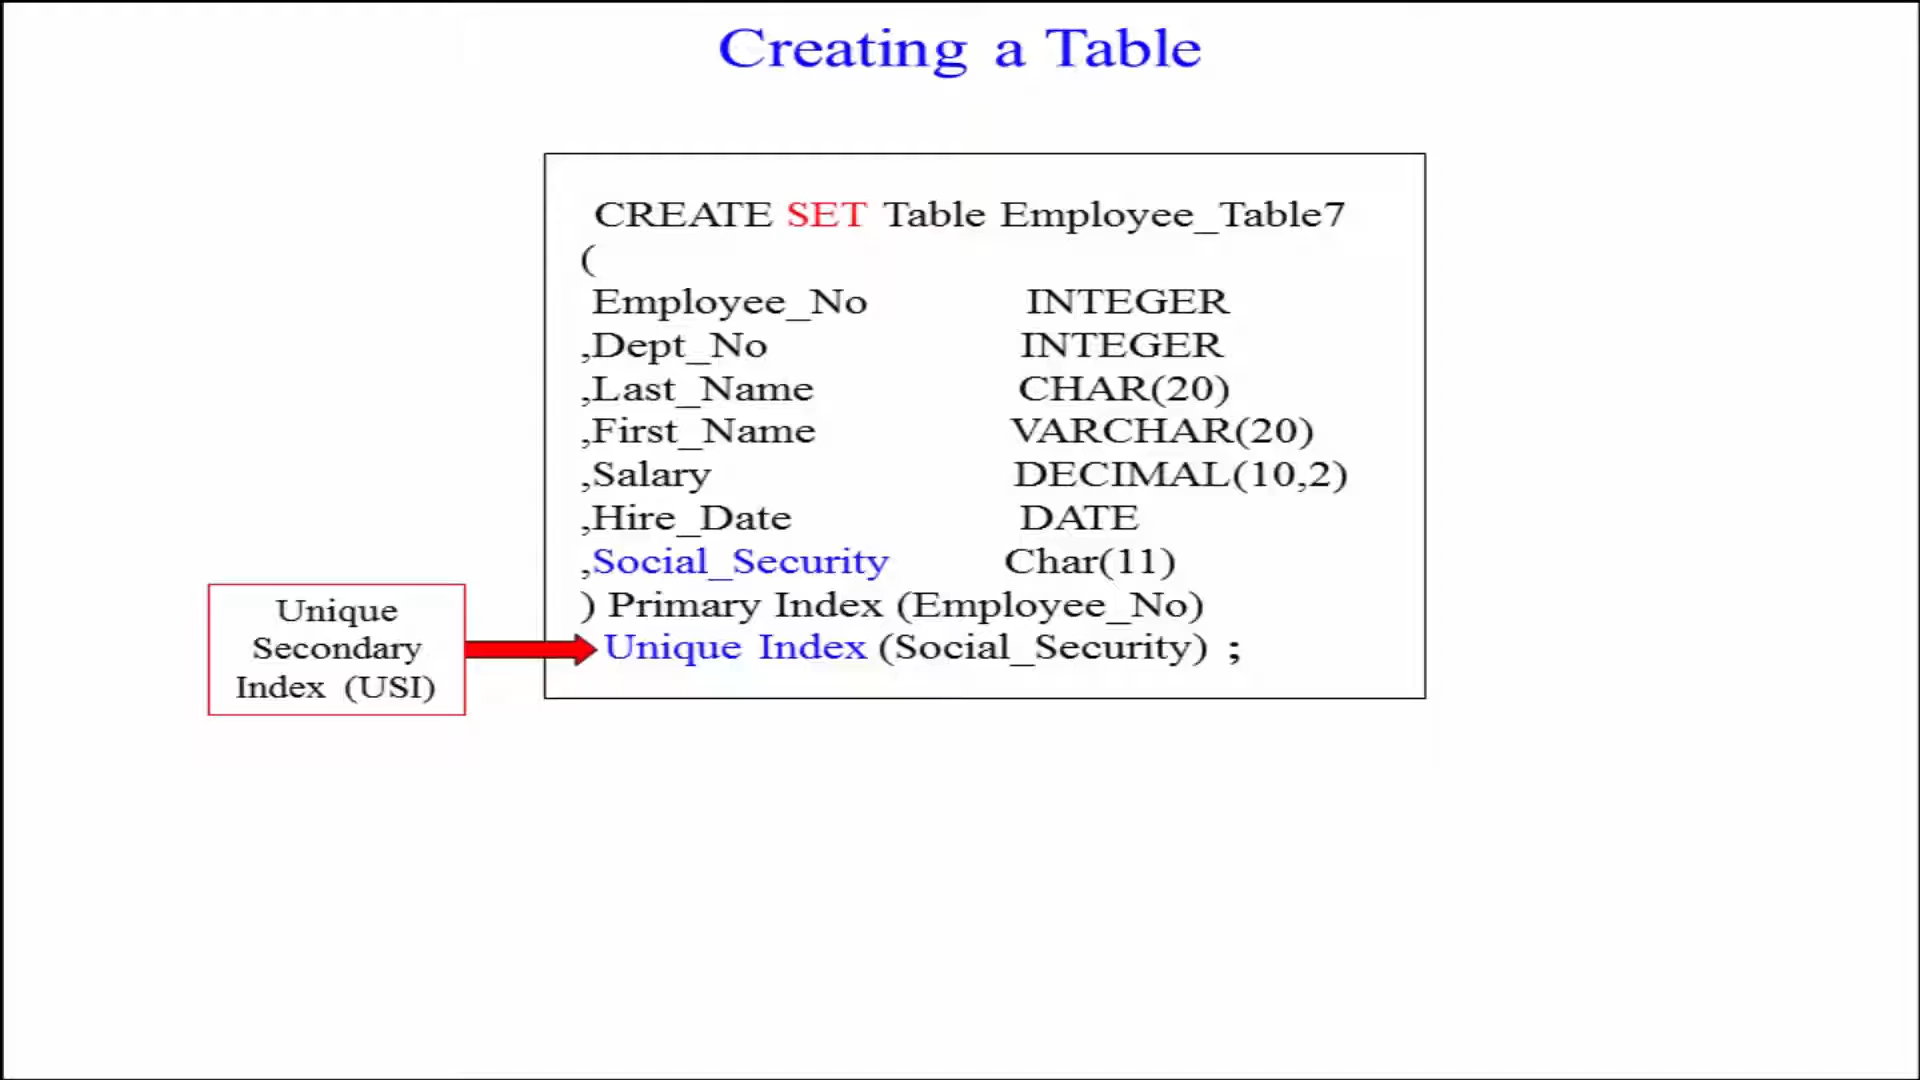 Creating a Table
CREATE SET Table Employee_Table7
(
Employee_No INTEGER
,Dept_No INTEGER
,Last_Name CHAR(20)
,First_Name VARCHAR(20)
,Salary DECIMAL(10,2)
,Hire_Date DATE
,Social_Security Char(11)
) Primary Index (Employee_No)
Unique Index (Social_Security) ;
Unique
Secondary
Index (USI)